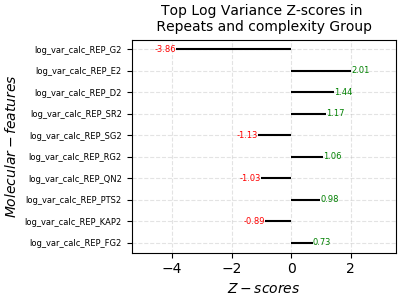 Top Log Variance Z-scores in
Repeats and complexity Group
log_var_calc_REP_G2 -3.86
log_var_calc_REP_E2 2.01
log_var_calc_REP_D2 1.44
log_var_calc_REP_SR2 1.17
log_var_calc_REP_SG2 -1.13
log_var_calc_REP_RG2 1.06
log_var_calc_REP_QN2 -1.03
log_var_calc_REP_PTS2 0.98
log_var_calc_REP_KAP2 -0.89
log_var_calc_REP_FG2 0.73
Molecular − features
−4 −2 0 2
Z − scores